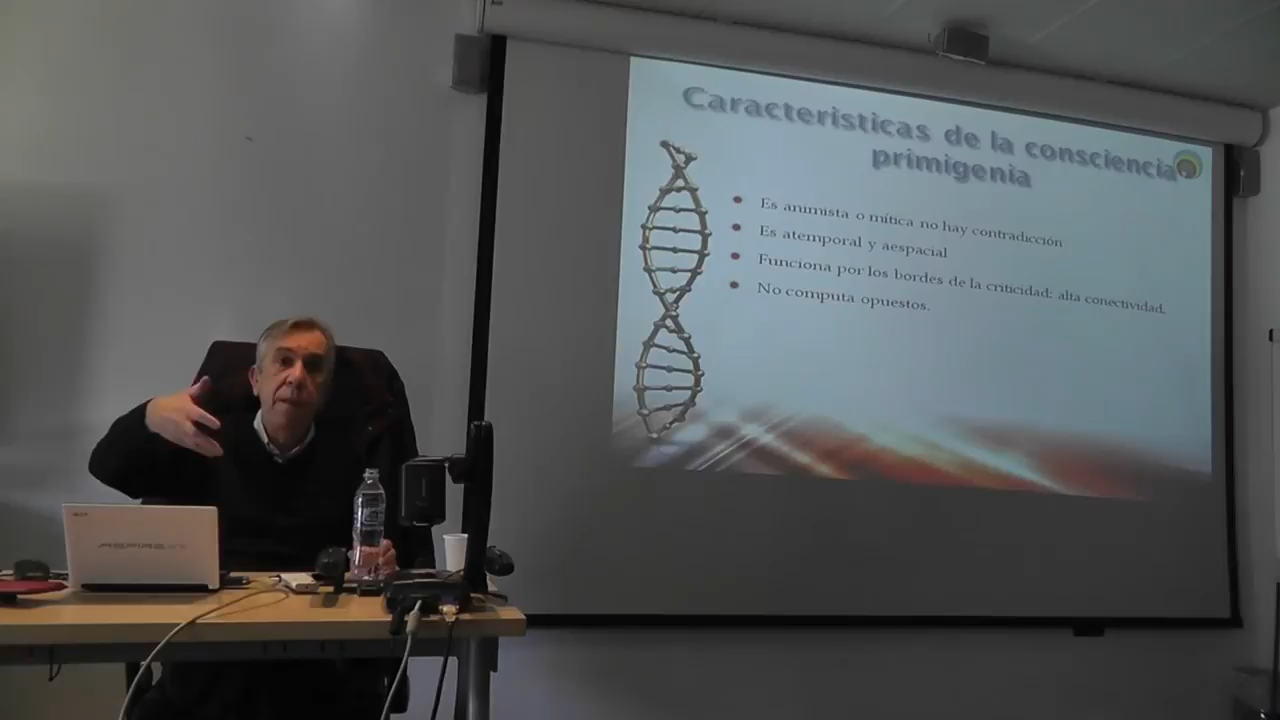 Caracteristicas de la consciencia
primigenia
Es animista o mítica no hay contradicción
Es atemporal y aespacial
Funciona por los bordes de la criticidad: alta conectividad.
No computa opuestos.
acer